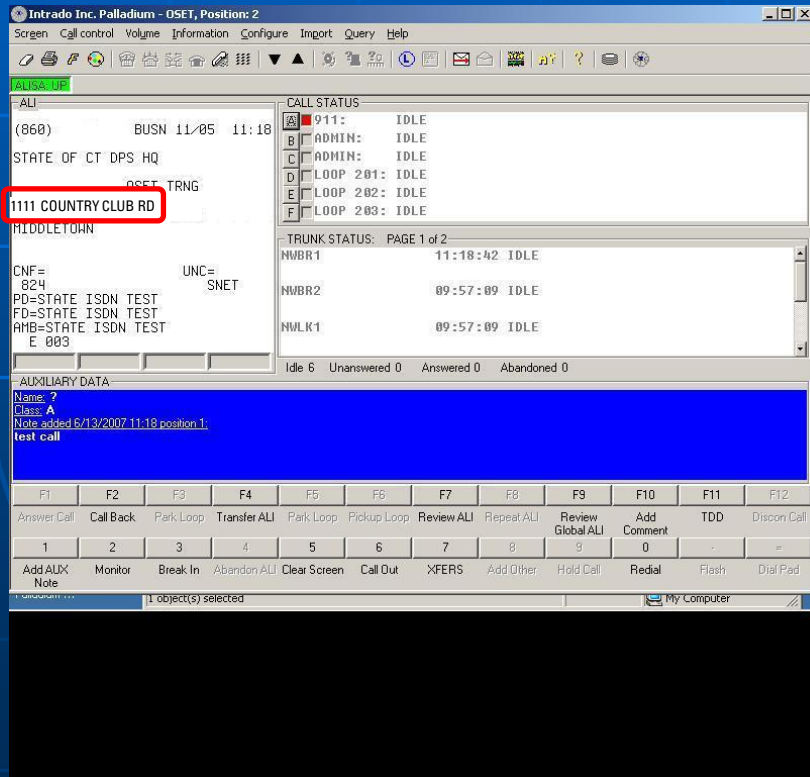 Intrado Inc. Palladium - OSET, Position: 2
Screen Call control Volume Information Configure Import Query Help
ALISA: UP
ALI
(860) BUSN 11/05 11:18
STATE OF CT DPS HQ
OSET TRNG
1111 COUNTRY CLUB RD
MIDDLETOWN
CNF= UNC=
824 SNET
PD=STATE ISDN TEST
FD=STATE ISDN TEST
AMB=STATE ISDN TEST
E 003
CALL STATUS
A 911: IDLE
B ADMIN: IDLE
C ADMIN: IDLE
D LOOP 201: IDLE
E LOOP 202: IDLE
F LOOP 203: IDLE
TRUNK STATUS: PAGE 1 of 2
NWBR1 11:18:42 IDLE
NWBR2 09:57:09 IDLE
NWLK1 09:57:09 IDLE
Idle 6 Unanswered 0 Answered 0 Abandoned 0
AUXILIARY DATA
Name: ?
Class: A
Note added 6/13/2007 11:18 position 1:
test call
F1 F2 F3 F4 F5 F6 F7 F8 F9 F10 F11 F12
Answer Call Call Back Park Loop Transfer ALI Park Loop Pickup Loop Review ALI Repeat ALI Review Global ALI Add Comment TDD Discon Call
1 2 3 4 5 6 7 8 9 0 . =
Add AUX Note Monitor Break In Abandon ALI Clear Screen Call Out XFERS Add Other Hold Call Redial Flash Dial Pad
1 object(s) selected My Computer